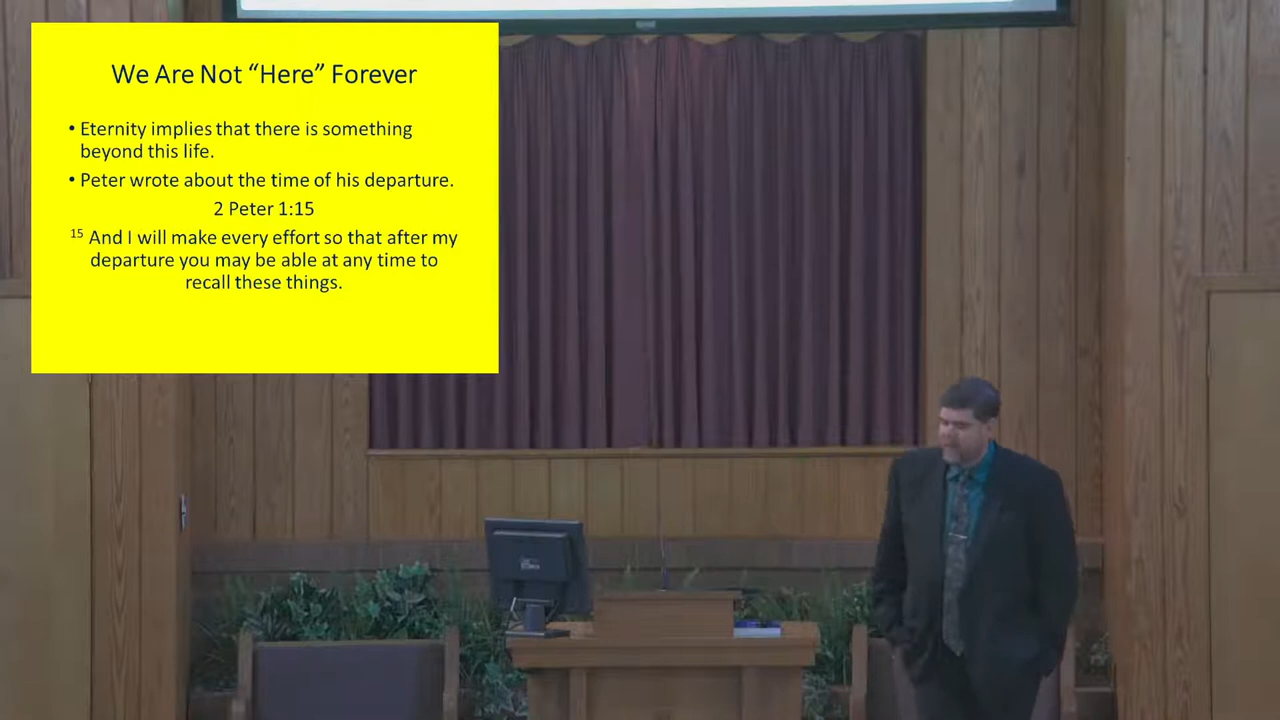 We Are Not “Here” Forever
• Eternity implies that there is something
beyond this life.
• Peter wrote about the time of his departure.
2 Peter 1:15
15 And I will make every effort so that after my
departure you may be able at any time to
recall these things.